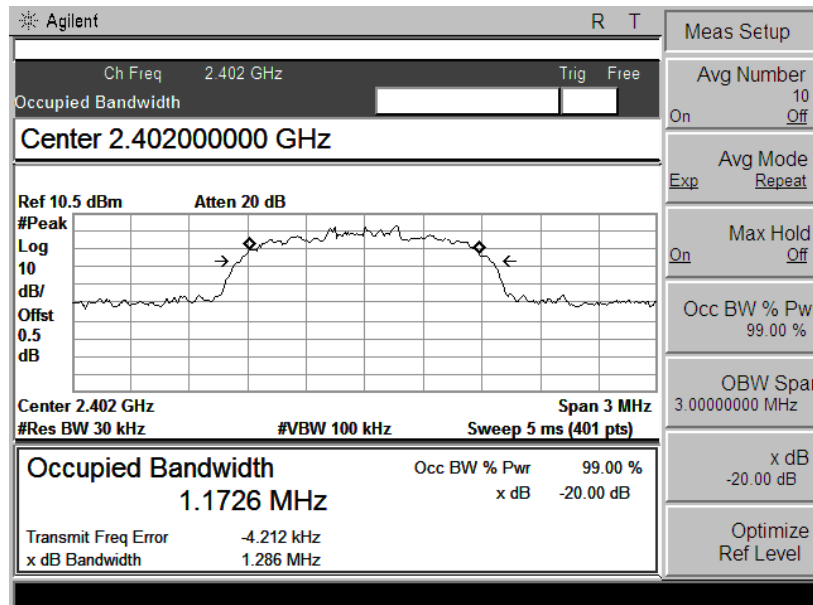 Agilent R T
Ch Freq 2.402 GHz Trig Free
Occupied Bandwidth
Center 2.402000000 GHz
Ref 10.5 dBm Atten 20 dB
#Peak
Log
10
dB/
Offst
0.5
dB
Center 2.402 GHz Span 3 MHz
#Res BW 30 kHz #VBW 100 kHz Sweep 5 ms (401 pts)
Occupied Bandwidth
1.1726 MHz
Occ BW % Pwr 99.00 %
x dB -20.00 dB
Transmit Freq Error -4.212 kHz
x dB Bandwidth 1.286 MHz
Meas Setup
Avg Number
10
On Off
Avg Mode
Exp Repeat
Max Hold
On Off
Occ BW % Pw
99.00 %
OBW Spa
3.00000000 MHz
x dB
-20.00 dB
Optimize
Ref Level